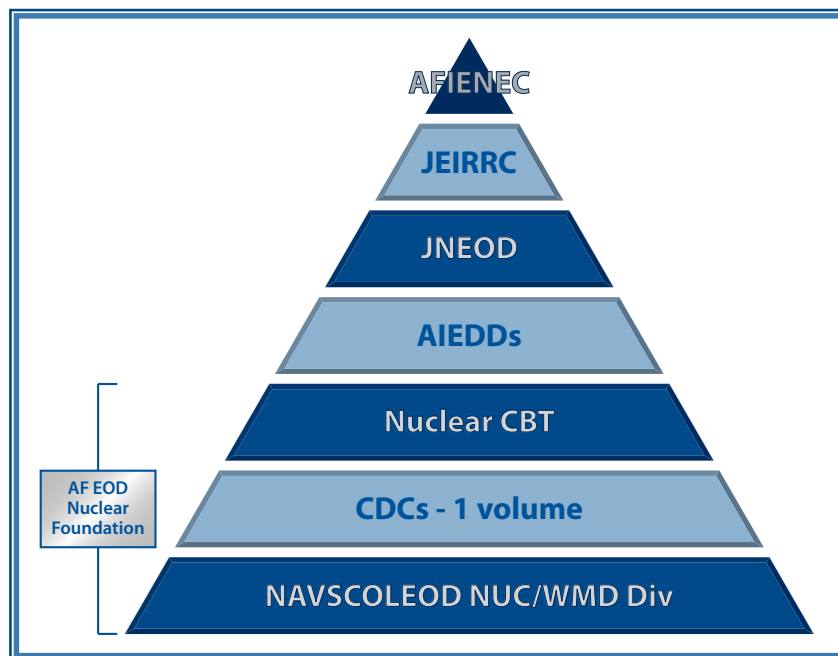 AFIENEC
JEIRRC
JNEOD
AIEDDs
Nuclear CBT
CDCs - 1 volume
NAVSCOLEOD NUC/WMD Div
AF EOD
Nuclear
Foundation